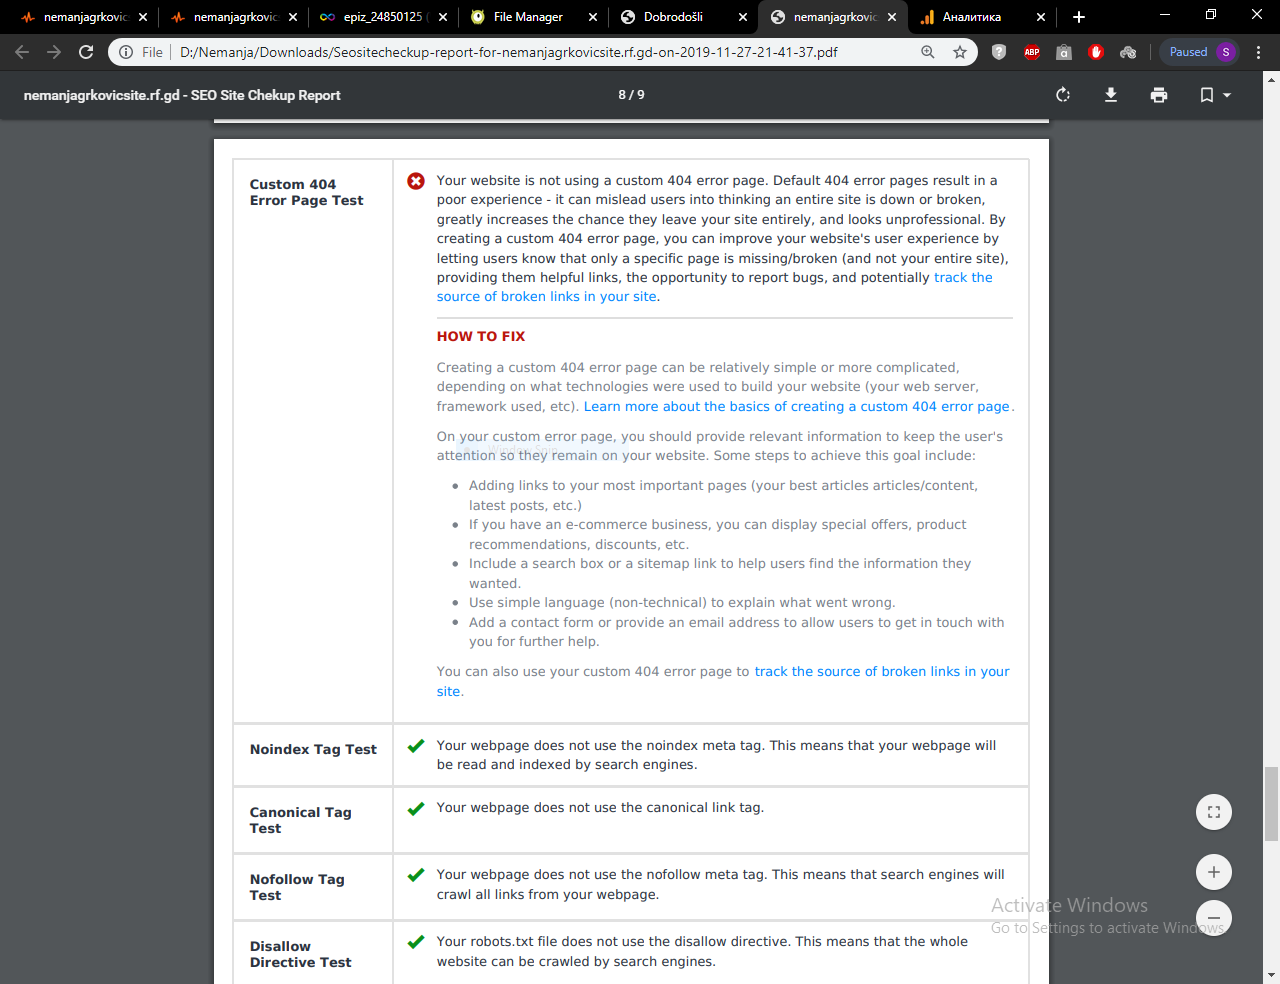 nemanjagrkovic
nemanjagrkovic
epiz_24850125
File Manager
Dobrodošli
nemanjagrkovic
Аналитика
File
D:/Nemanja/Downloads/Seositecheckup-report-for-nemanjagrkovicsite.rf.gd-on-2019-11-27-21-41-37.pdf
ABP
Paused
S
nemanjagrkovicsite.rf.gd - SEO Site Chekup Report
8 / 9
Custom 404
Error Page Test
Your website is not using a custom 404 error page. Default 404 error pages result in a
poor experience - it can mislead users into thinking an entire site is down or broken,
greatly increases the chance they leave your site entirely, and looks unprofessional. By
creating a custom 404 error page, you can improve your website's user experience by
letting users know that only a specific page is missing/broken (and not your entire site),
providing them helpful links, the opportunity to report bugs, and potentially track the
source of broken links in your site.
HOW TO FIX
Creating a custom 404 error page can be relatively simple or more complicated,
depending on what technologies were used to build your website (your web server,
framework used, etc). Learn more about the basics of creating a custom 404 error page.
On your custom error page, you should provide relevant information to keep the user's
attention so they remain on your website. Some steps to achieve this goal include:
Adding links to your most important pages (your best articles articles/content,
latest posts, etc.)
If you have an e-commerce business, you can display special offers, product
recommendations, discounts, etc.
Include a search box or a sitemap link to help users find the information they
wanted.
Use simple language (non-technical) to explain what went wrong.
Add a contact form or provide an email address to allow users to get in touch with
you for further help.
You can also use your custom 404 error page to track the source of broken links in your
site.
Noindex Tag Test
Your webpage does not use the noindex meta tag. This means that your webpage will
be read and indexed by search engines.
Canonical Tag
Test
Your webpage does not use the canonical link tag.
Nofollow Tag
Test
Your webpage does not use the nofollow meta tag. This means that search engines will
crawl all links from your webpage.
Disallow
Directive Test
Your robots.txt file does not use the disallow directive. This means that the whole
website can be crawled by search engines.
Activate Windows
Go to Settings to activate Windows.